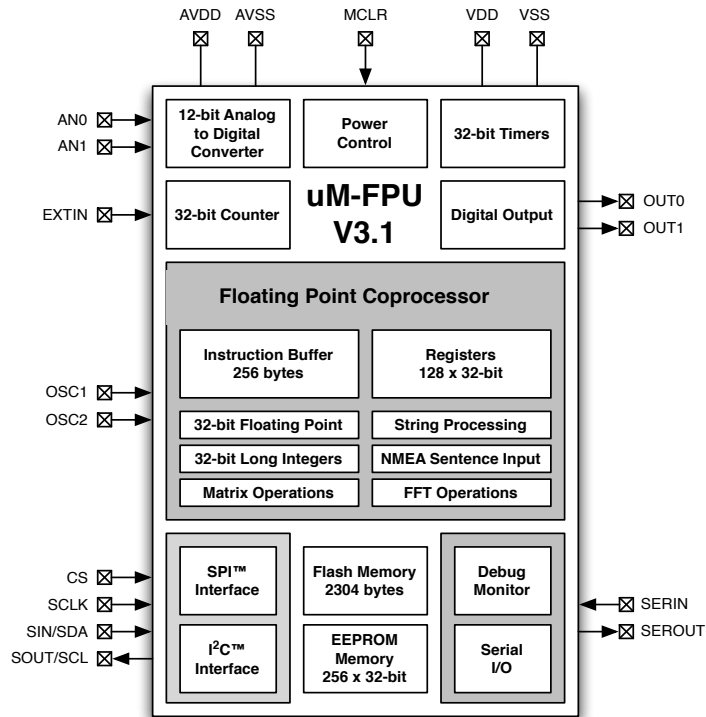 AVDD AVSS MCLR VDD VSS
AN0
AN1
12-bit Analog
to Digital
Converter
Power
Control
32-bit Timers
EXTIN
32-bit Counter
uM-FPU
V3.1
Digital Output
OUT0
OUT1
Floating Point Coprocessor
Instruction Buffer
256 bytes
Registers
128 x 32-bit
OSC1
OSC2
32-bit Floating Point
String Processing
32-bit Long Integers
NMEA Sentence Input
Matrix Operations
FFT Operations
CS
SCLK
SIN/SDA
SOUT/SCL
SPI™
Interface
Flash Memory
2304 bytes
Debug
Monitor
I²C™
Interface
EEPROM
Memory
256 x 32-bit
Serial
I/O
SERIN
SEROUT